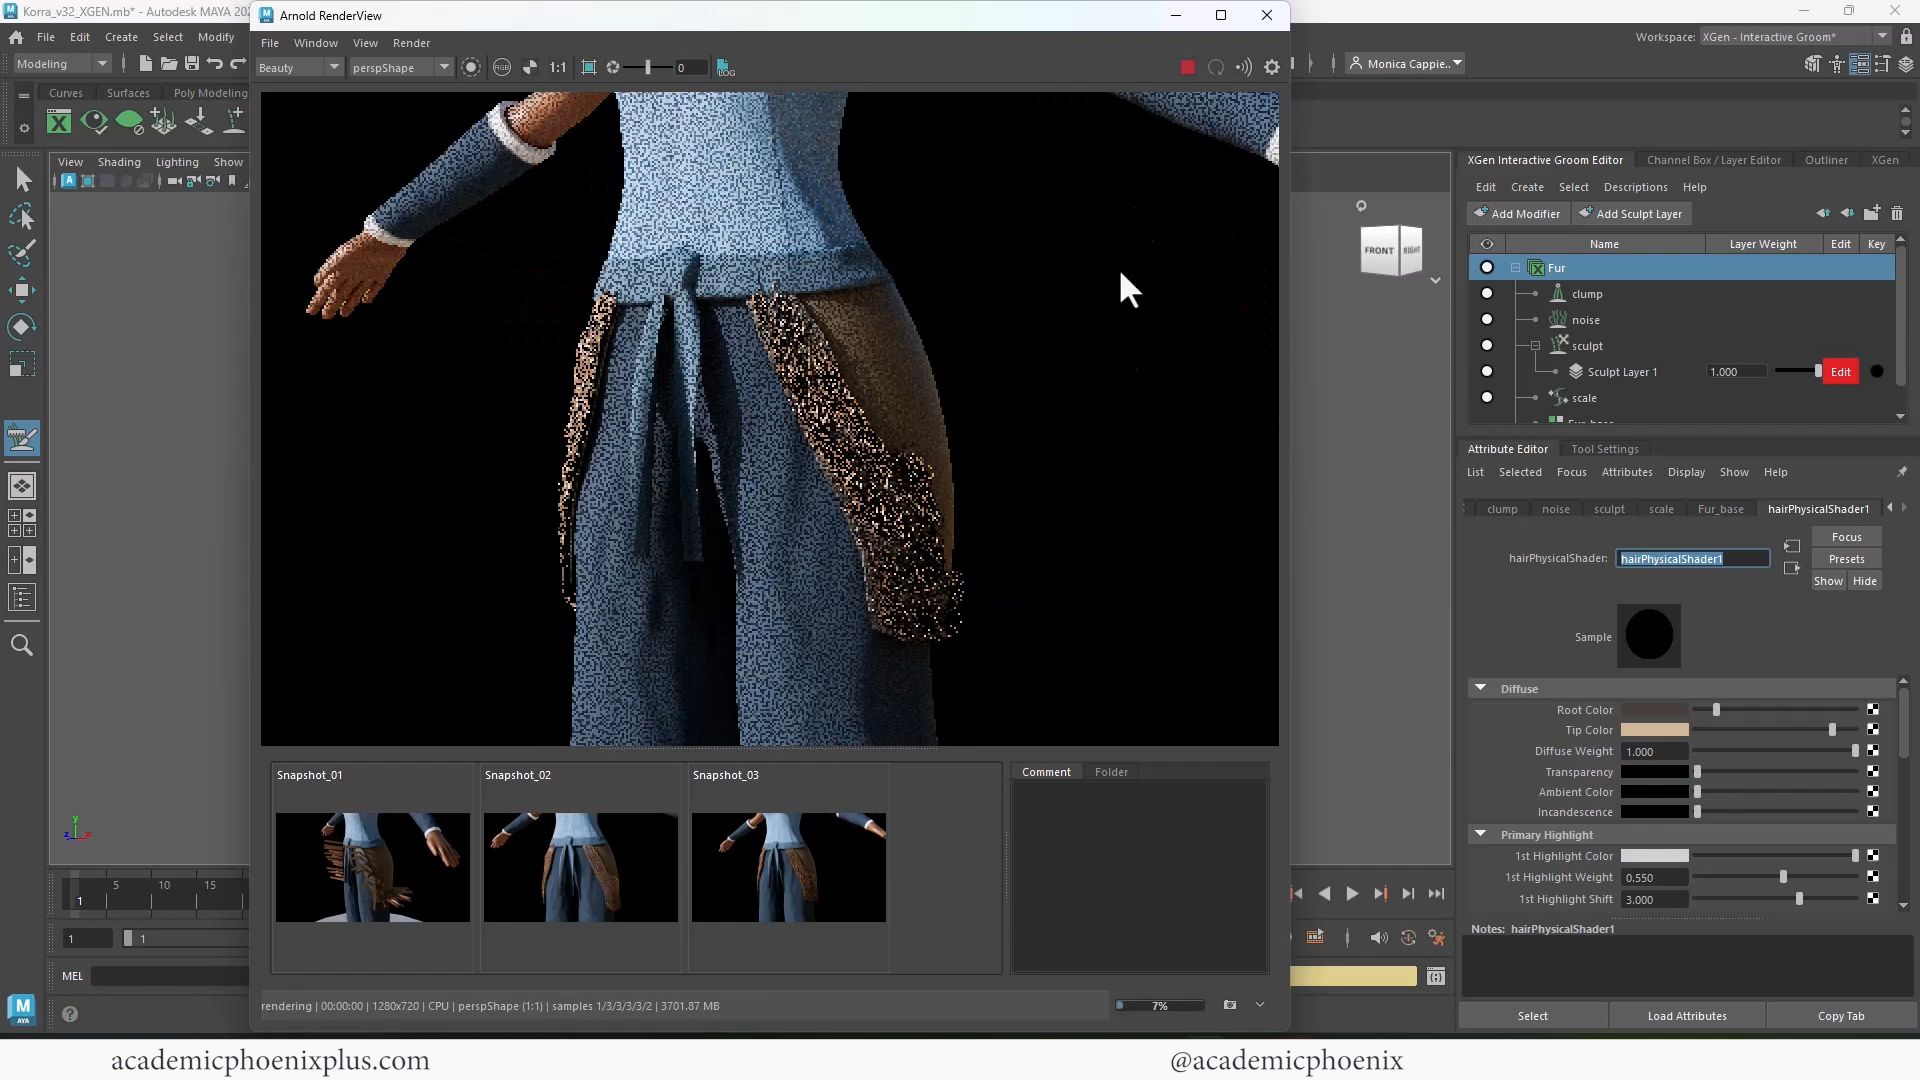 Korra_v32_XGEN.mb* - Autodesk MAYA 202
Arnold RenderView
File Edit Create Select Modify
File Window View Render
Workspace: XGen - Interactive Groom*
Modeling
Beauty
perspShape
RGB
1:1
0
LOG
Monica Cappie..
Curves Surfaces Poly Modeling
View Shading Lighting Show
XGen Interactive Groom Editor
Channel Box / Layer Editor
Outliner
XGen
Edit Create Select Descriptions Help
Add Modifier
Add Sculpt Layer
FRONT
RIGHT
Name
Layer Weight
Edit
Key
Fur
clump
noise
sculpt
Sculpt Layer 1
1.000
Edit
scale
Fur_base
Attribute Editor
Tool Settings
List Selected Focus Attributes Display Show Help
clump noise sculpt scale Fur_base hairPhysicalShader1
Focus
hairPhysicalShader: hairPhysicalShader1
Presets
Show Hide
Sample
Diffuse
Root Color
Tip Color
Diffuse Weight 1.000
Transparency
Ambient Color
Incandescence
Primary Highlight
1st Highlight Color
1st Highlight Weight 0.550
1st Highlight Shift 3.000
Notes: hairPhysicalShader1
Select
Load Attributes
Copy Tab
Snapshot_01
Snapshot_02
Snapshot_03
Comment
Folder
y
z
x
5 10 15
1
1
1
MEL
rendering | 00:00:00 | 1280x720 | CPU | perspShape (1:1) | samples 1/3/3/3/3/2 | 3701.87 MB
7%
M
AYA
academicphoenixplus.com
@academicphoenix